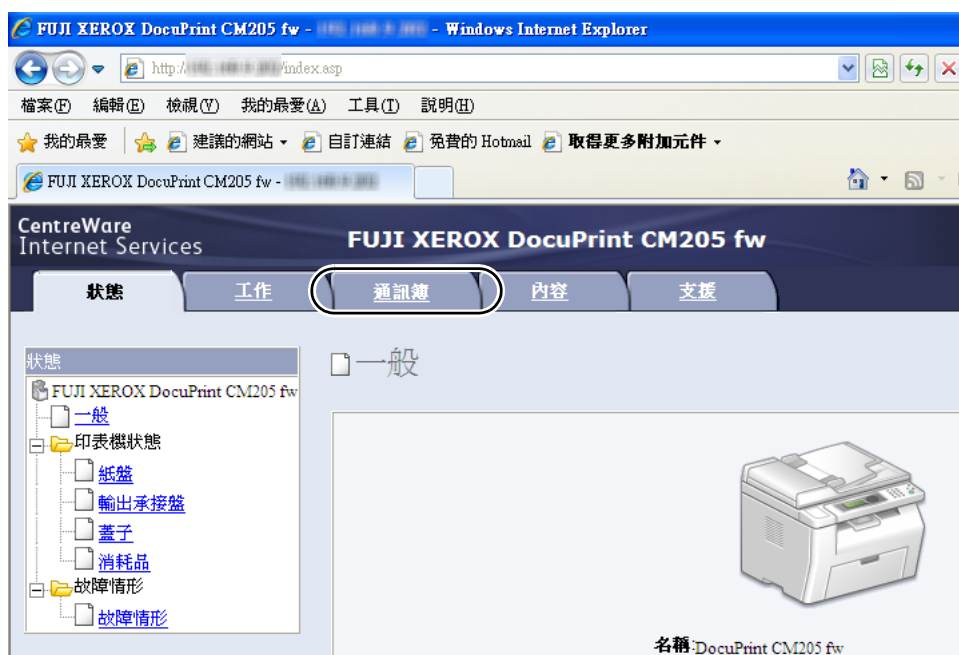 FUJI XEROX DocuPrint CM205 fw - - Windows Internet Explorer
http:// /index.asp
檔案(F) 編輯(E) 檢視(V) 我的最愛(A) 工具(T) 說明(H)
我的最愛 建議的網站 自訂連結 免費的 Hotmail 取得更多附加元件
FUJI XEROX DocuPrint CM205 fw -
CentreWare
Internet Services
FUJI XEROX DocuPrint CM205 fw
狀態 工作 通訊簿 內容 支援
狀態
一般
FUJI XEROX DocuPrint CM205 fw
一般
印表機狀態
紙盤
輸出承接盤
蓋子
消耗品
故障情形
故障情形
名稱:DocuPrint CM205 fw